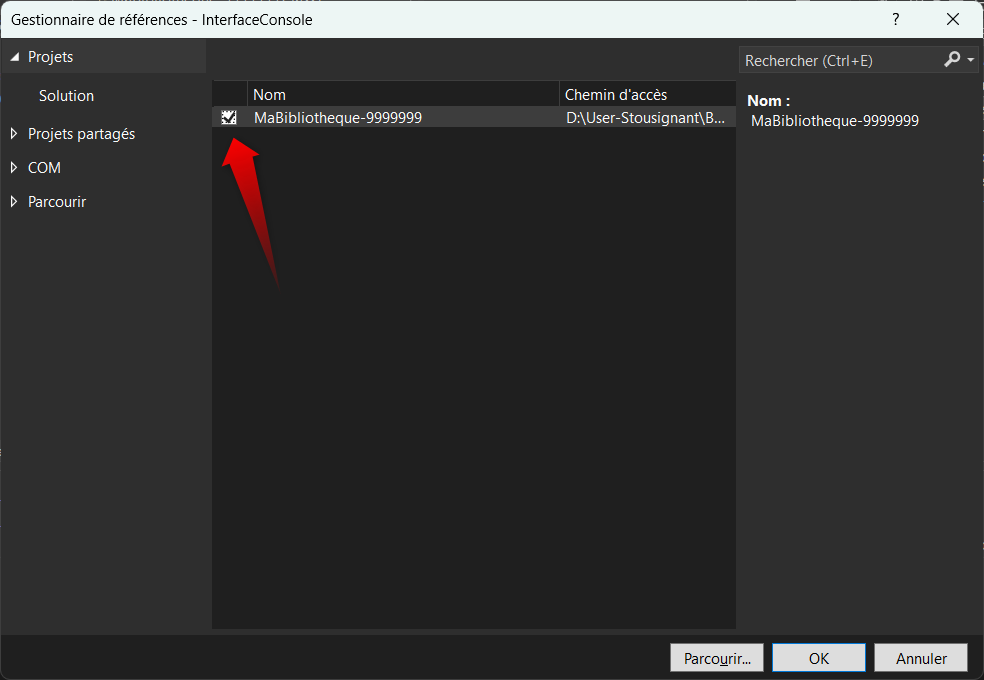 Gestionnaire de références - InterfaceConsole
?
Projets
Solution
Projets partagés
COM
Parcourir
Nom
Chemin d'accès
MaBibliotheque-9999999
D:\User-Stousignant\B...
Rechercher (Ctrl+E)
Nom :
MaBibliotheque-9999999
Parcourir...
OK
Annuler